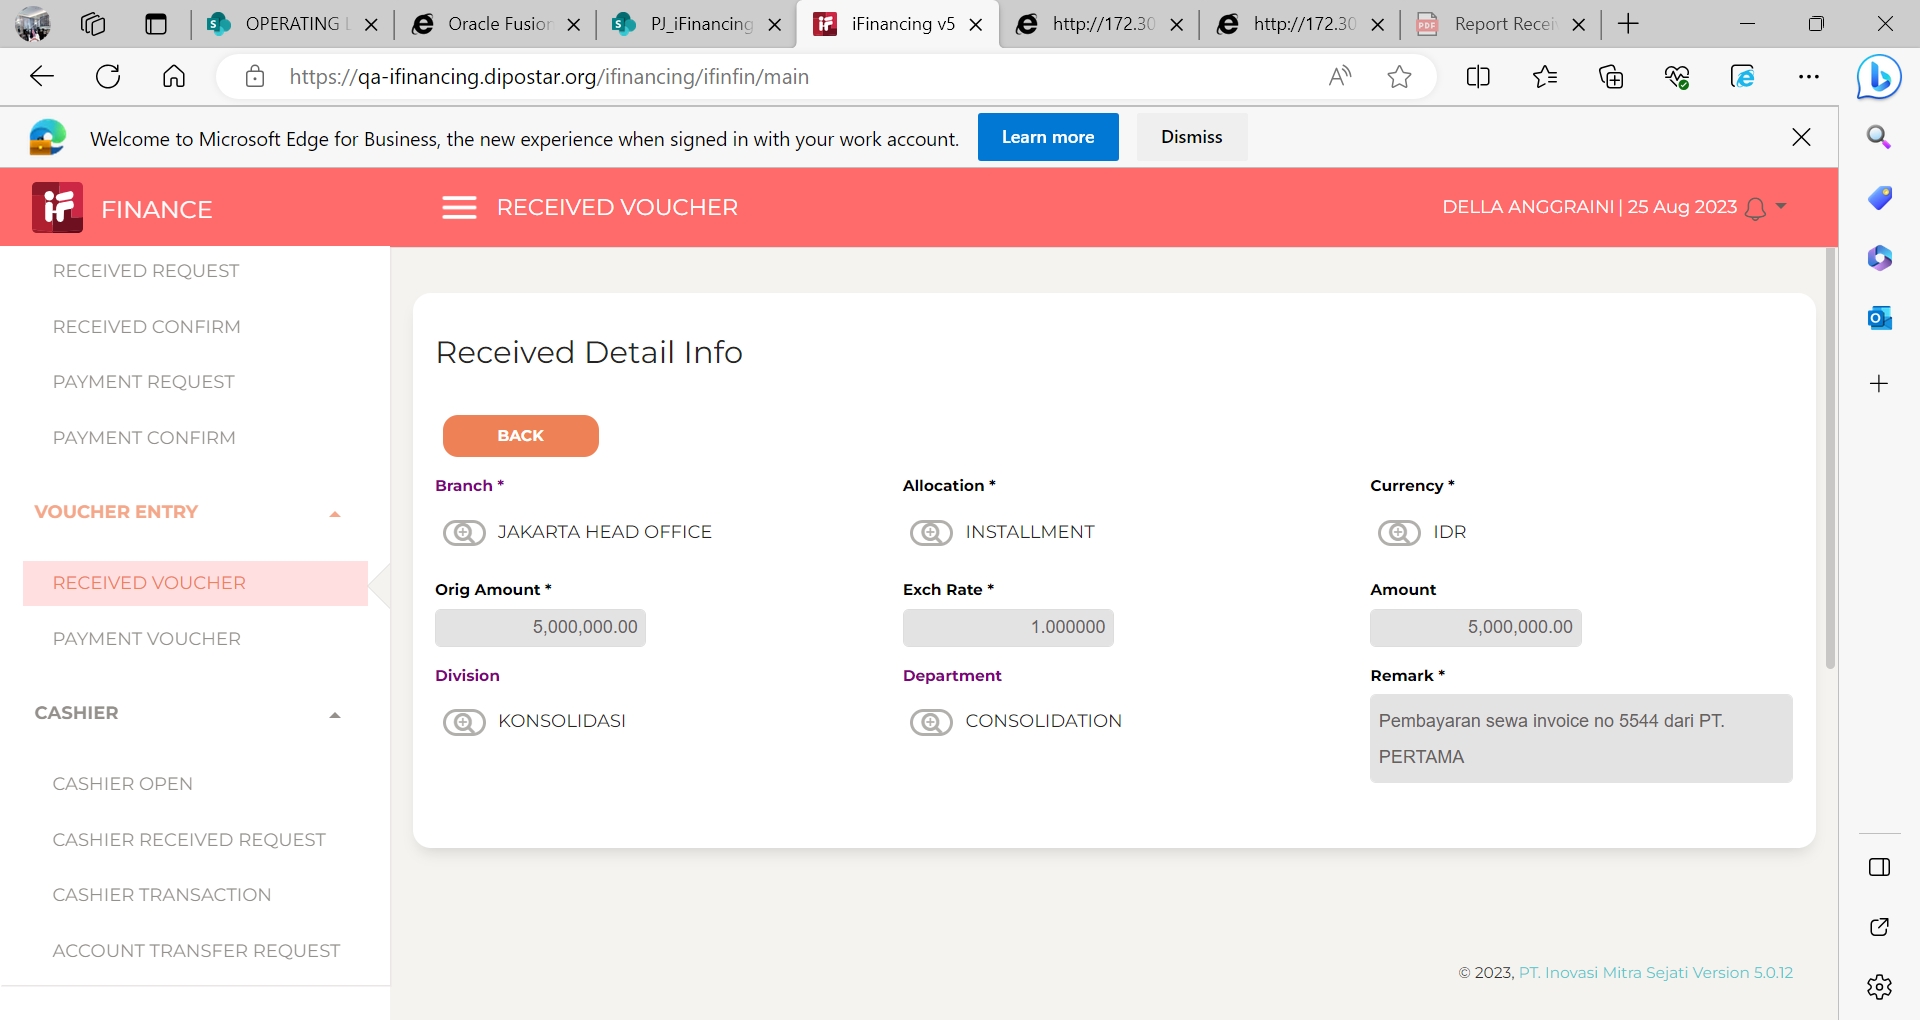 OPERATING L
Oracle Fusion
PJ_iFinancing
iFinancing v5
http://172.30
http://172.30
Report Recei
https://qa-ifinancing.dipostar.org/ifinancing/ifinfin/main
Welcome to Microsoft Edge for Business, the new experience when signed in with your work account.
Learn more
Dismiss
FINANCE
RECEIVED VOUCHER
DELLA ANGGRAINI | 25 Aug 2023
RECEIVED REQUEST
RECEIVED CONFIRM
PAYMENT REQUEST
PAYMENT CONFIRM
VOUCHER ENTRY
RECEIVED VOUCHER
PAYMENT VOUCHER
CASHIER
CASHIER OPEN
CASHIER RECEIVED REQUEST
CASHIER TRANSACTION
ACCOUNT TRANSFER REQUEST
Received Detail Info
BACK
Branch *
Allocation *
Currency *
JAKARTA HEAD OFFICE
INSTALLMENT
IDR
Orig Amount *
Exch Rate *
Amount
5,000,000.00
1.000000
5,000,000.00
Division
Department
Remark *
KONSOLIDASI
CONSOLIDATION
Pembayaran sewa invoice no 5544 dari PT.
PERTAMA
© 2023, PT. Inovasi Mitra Sejati Version 5.0.12